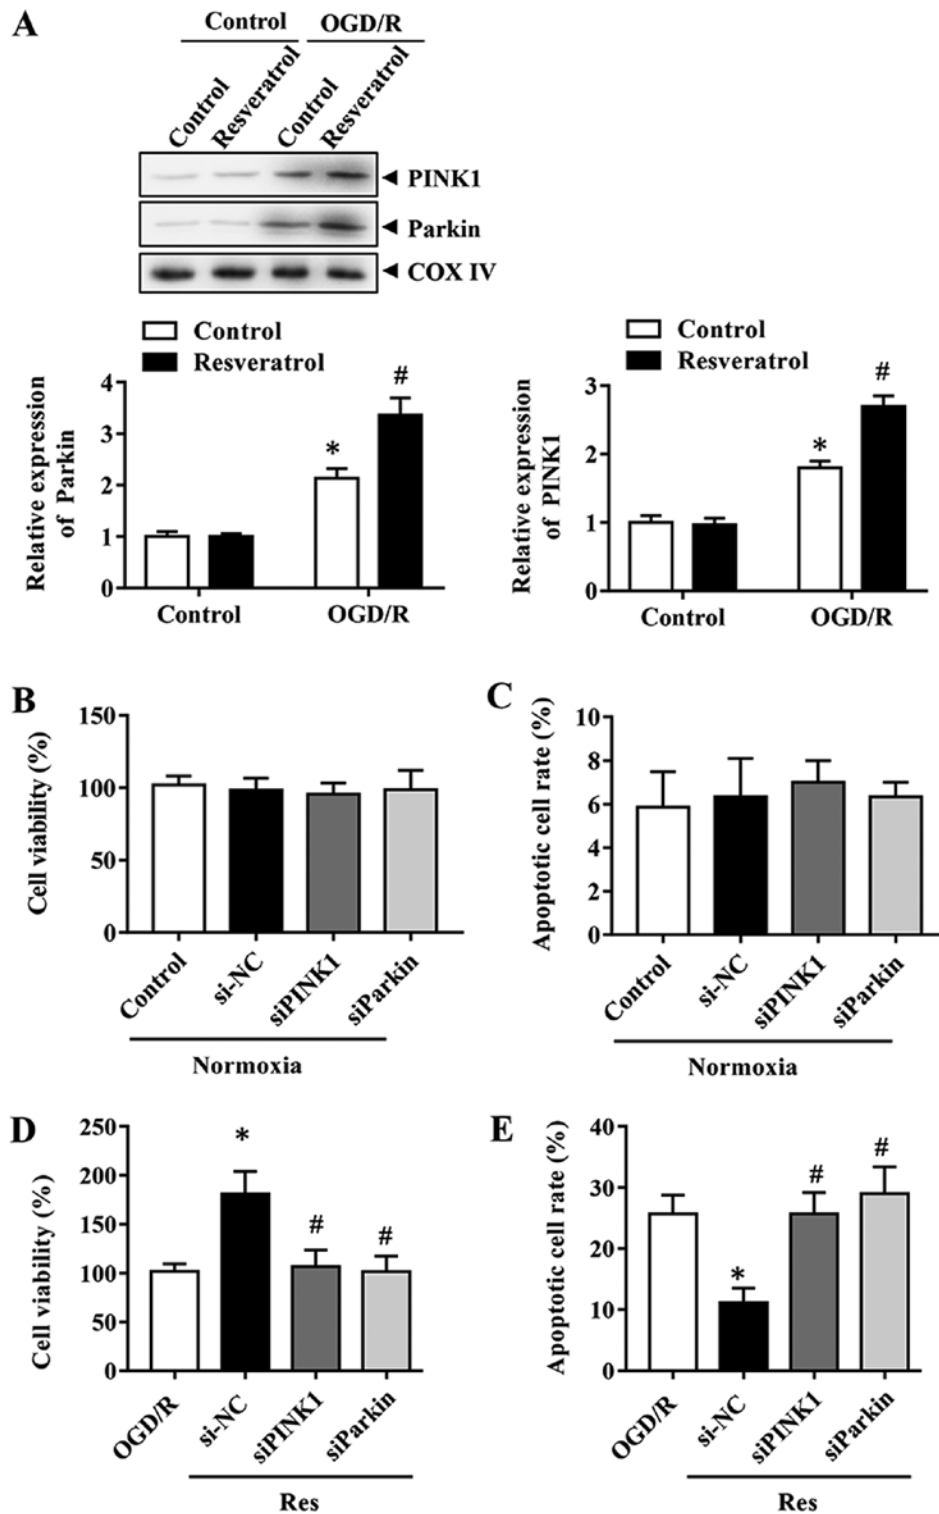 A
Control OGD/R
Control Resveratrol Control Resveratrol
◄ PINK1
◄ Parkin
◄ COX IV
Control
Resveratrol
Relative expression
of Parkin
4
3
2
1
0
*
#
Control OGD/R
Control
Resveratrol
Relative expression
of PINK1
3
2
1
0
*
#
Control OGD/R
B
Cell viability (%)
150
100
50
0
Control si-NC siPINK1 siParkin
Normoxia
C
Apoptotic cell rate (%)
10
8
6
4
2
0
Control si-NC siPINK1 siParkin
Normoxia
D
Cell viability (%)
250
200
150
100
50
0
*
#
#
OGD/R si-NC siPINK1 siParkin
Res
E
Apoptotic cell rate (%)
40
30
20
10
0
*
#
#
OGD/R si-NC siPINK1 siParkin
Res